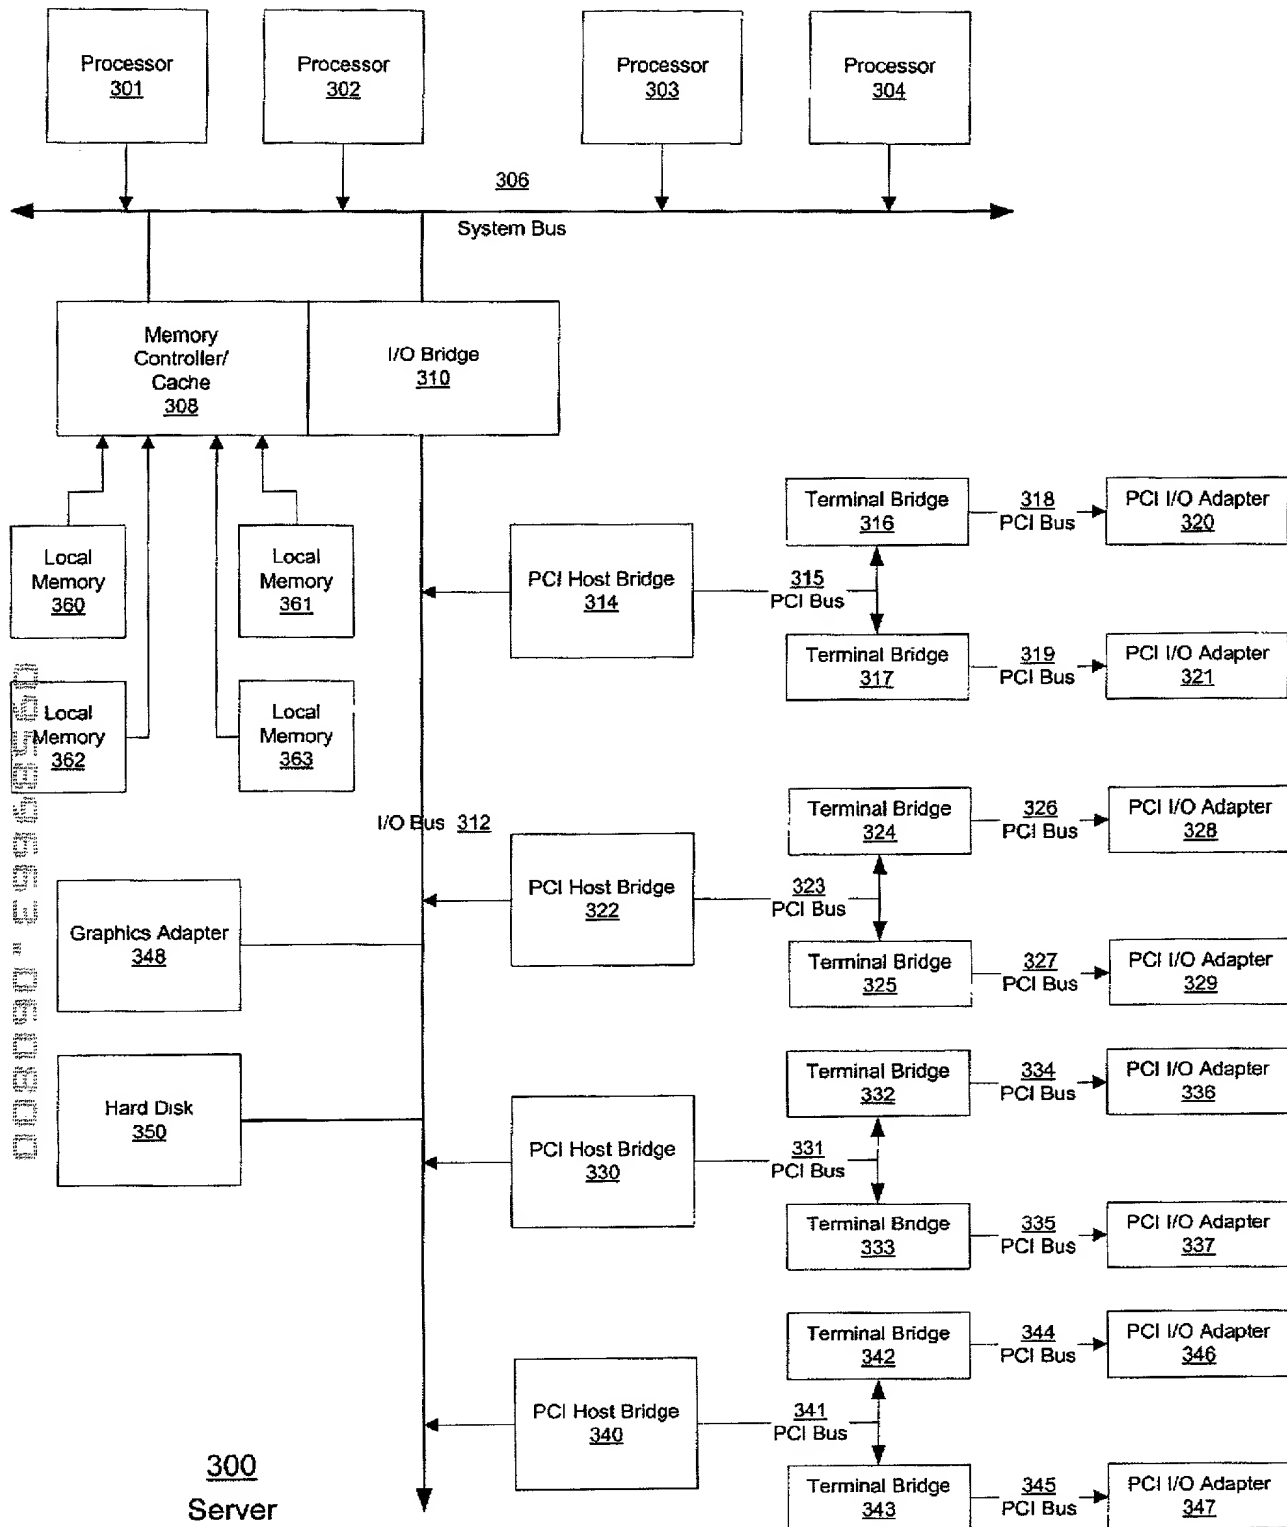 Processor
301
Processor
302
Processor
303
Processor
304
306
System Bus
Memory
Controller/
Cache
308
I/O Bridge
310
Local
Memory
360
Local
Memory
361
Local
Memory
362
Local
Memory
363
I/O Bus 312
Graphics Adapter
348
Hard Disk
350
PCI Host Bridge
314
315
PCI Bus
Terminal Bridge
316
318
PCI Bus
PCI I/O Adapter
320
Terminal Bridge
317
319
PCI Bus
PCI I/O Adapter
321
PCI Host Bridge
322
323
PCI Bus
Terminal Bridge
324
326
PCI Bus
PCI I/O Adapter
328
Terminal Bridge
325
327
PCI Bus
PCI I/O Adapter
329
PCI Host Bridge
330
331
PCI Bus
Terminal Bridge
332
334
PCI Bus
PCI I/O Adapter
336
Terminal Bridge
333
335
PCI Bus
PCI I/O Adapter
337
PCI Host Bridge
340
341
PCI Bus
Terminal Bridge
342
344
PCI Bus
PCI I/O Adapter
346
Terminal Bridge
343
345
PCI Bus
PCI I/O Adapter
347
300
Server